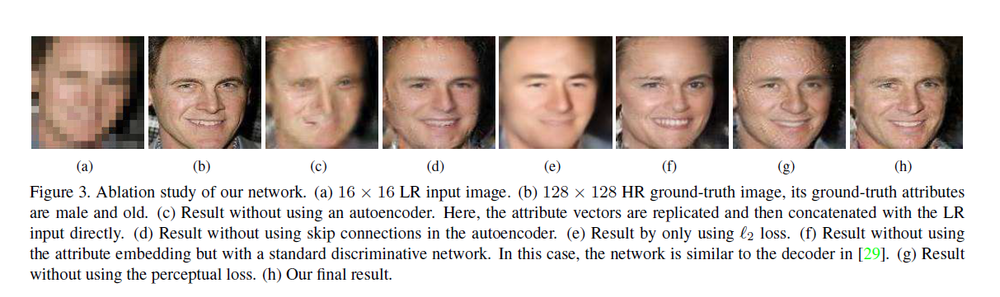 (a) (b) (c) (d) (e) (f) (g) (h)
Figure 3. Ablation study of our network. (a) 16 × 16 LR input image. (b) 128 × 128 HR ground-truth image, its ground-truth attributes
are male and old. (c) Result without using an autoencoder. Here, the attribute vectors are replicated and then concatenated with the LR
input directly. (d) Result without using skip connections in the autoencoder. (e) Result by only using ℓ2 loss. (f) Result without using
the attribute embedding but with a standard discriminative network. In this case, the network is similar to the decoder in [29]. (g) Result
without using the perceptual loss. (h) Our final result.